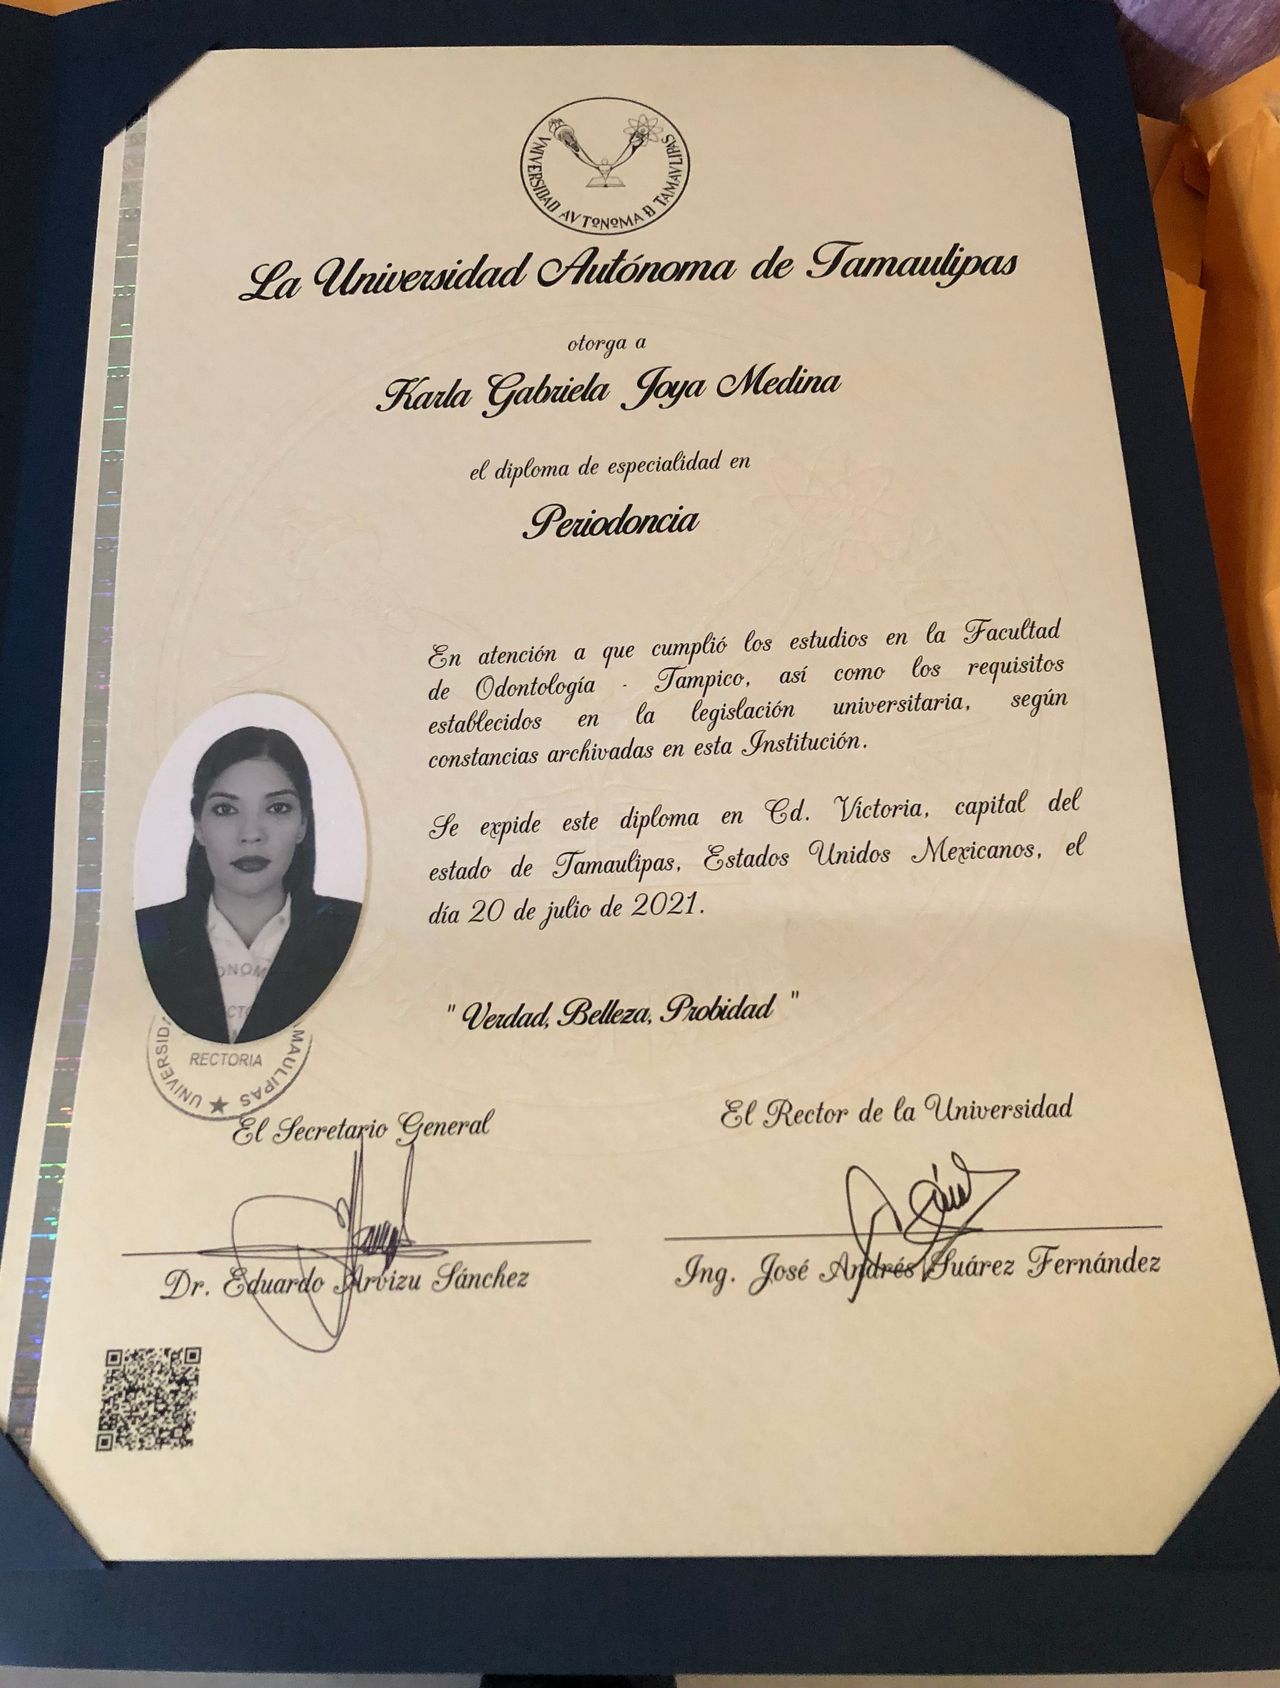 VNIVERSIDAD AVTONOMA DE TAMAVLIPAS
La Universidad Autónoma de Tamaulipas
otorga a
Karla Gabriela Joya Medina
el diploma de especialidad en
Periodoncia
En atención a que cumplió los estudios en la Facultad
de Odontología - Tampico, así como los requisitos
establecidos en la legislación universitaria, según
constancias archivadas en esta Institución.
Se expide este diploma en Cd. Victoria, capital del
estado de Tamaulipas, Estados Unidos Mexicanos, el
día 20 de julio de 2021.
" Verdad, Belleza, Probidad "
RECTORIA
El Secretario General
El Rector de la Universidad
Dr. Eduardo Arvizu Sánchez
Ing. José Andrés Suárez Fernández